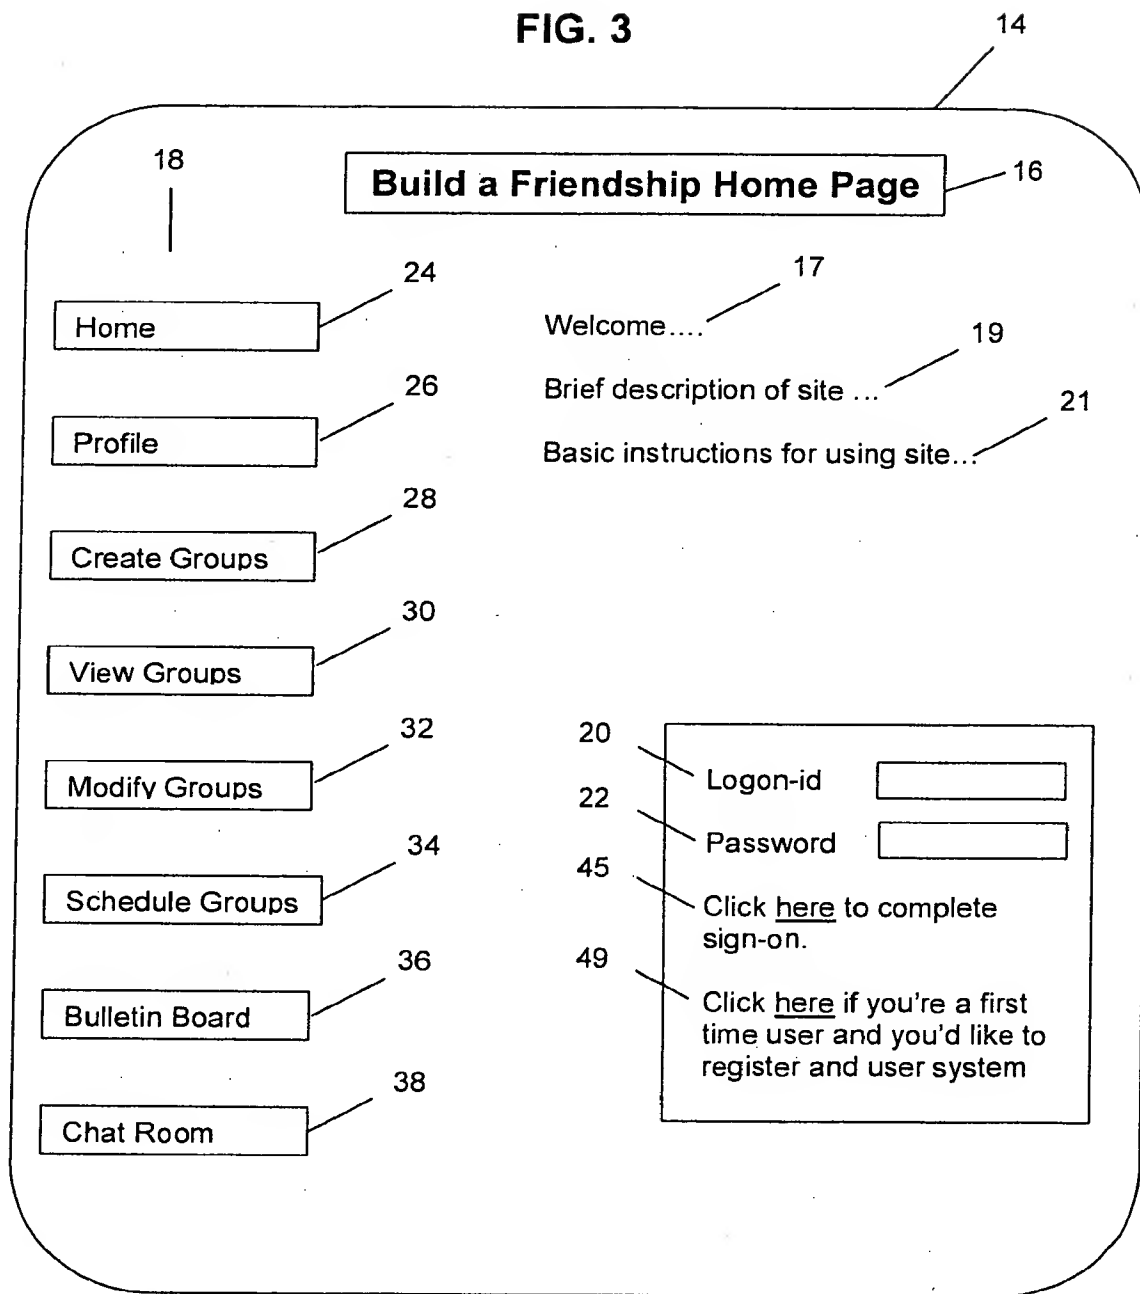 FIG. 3
14
18
Build a Friendship Home Page
16
24
Home
17
Welcome....
19
Brief description of site ...
26
Profile
21
Basic instructions for using site...
28
Create Groups
30
View Groups
32
Modify Groups
20
Logon-id
22
Password
34
Schedule Groups
45
Click here to complete
sign-on.
36
Bulletin Board
49
Click here if you're a first
time user and you'd like to
register and user system
38
Chat Room